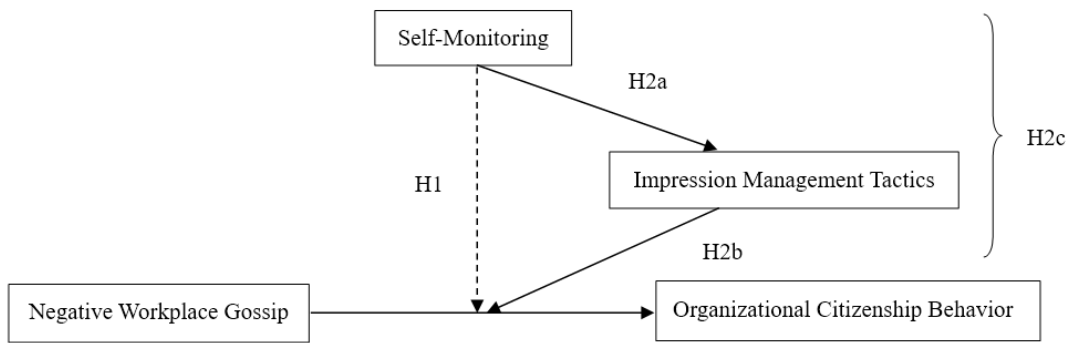 Self-Monitoring
H2a
H2c
H1
Impression Management Tactics
H2b
Negative Workplace Gossip
Organizational Citizenship Behavior